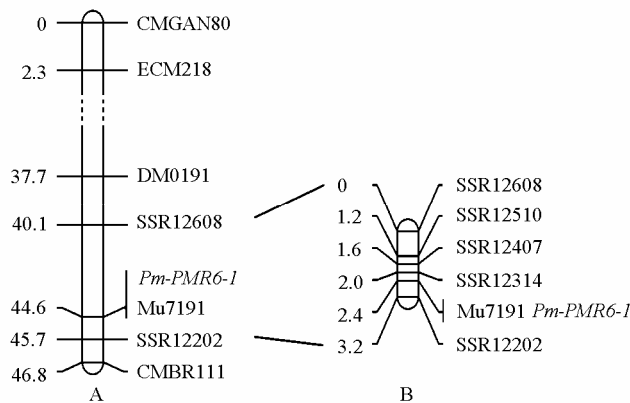 0 CMGAN80
2.3 ECM218
37.7 DM0191
40.1 SSR12608
Pm-PMR6-1
44.6 Mu7191
45.7 SSR12202
46.8 CMBR111
A
0 SSR12608
1.2 SSR12510
1.6 SSR12407
2.0 SSR12314
2.4 Mu7191 Pm-PMR6-1
3.2 SSR12202
B